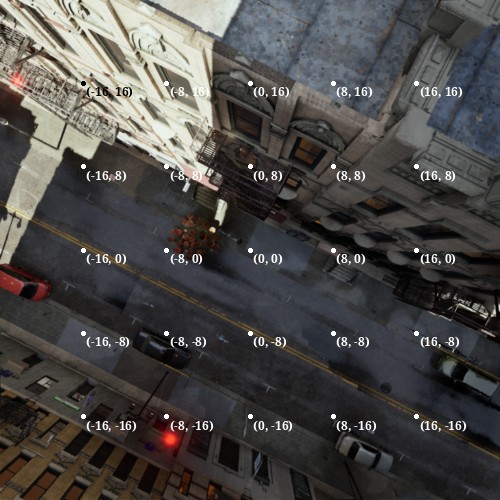 (-16, 16) (-8, 16) (0, 16) (8, 16) (16, 16)
(-16, 8) (-8, 8) (0, 8) (8, 8) (16, 8)
(-16, 0) (-8, 0) (0, 0) (8, 0) (16, 0)
(-16, -8) (-8, -8) (0, -8) (8, -8) (16, -8)
(-16, -16) (-8, -16) (0, -16) (8, -16) (16, -16)